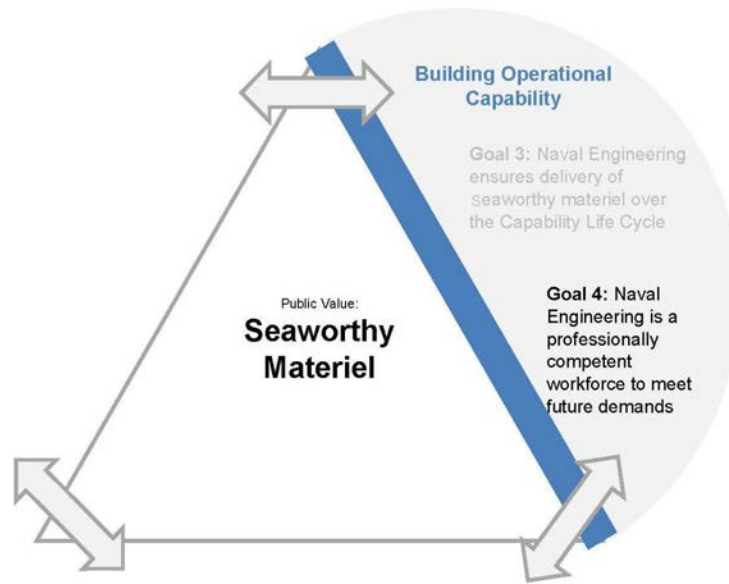 Building Operational
Capability
Goal 3: Naval Engineering
ensures delivery of
seaworthy materiel over
the Capability Life Cycle
Goal 4: Naval
Engineering is a
professionally
competent
workforce to meet
future demands
Public Value:
Seaworthy
Materiel